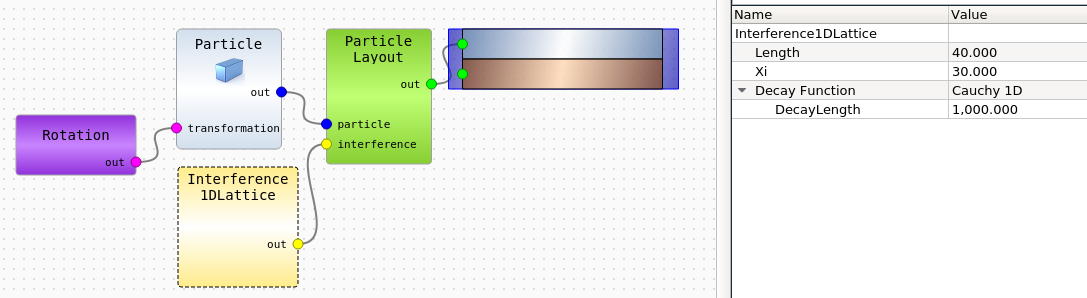 Particle
out
transformation
Rotation
out
Interference
1DLattice
out
Particle
Layout
out
particle
interference
Name Value
Interference1DLattice
Length 40.000
Xi 30.000
Decay Function Cauchy 1D
DecayLength 1,000.000